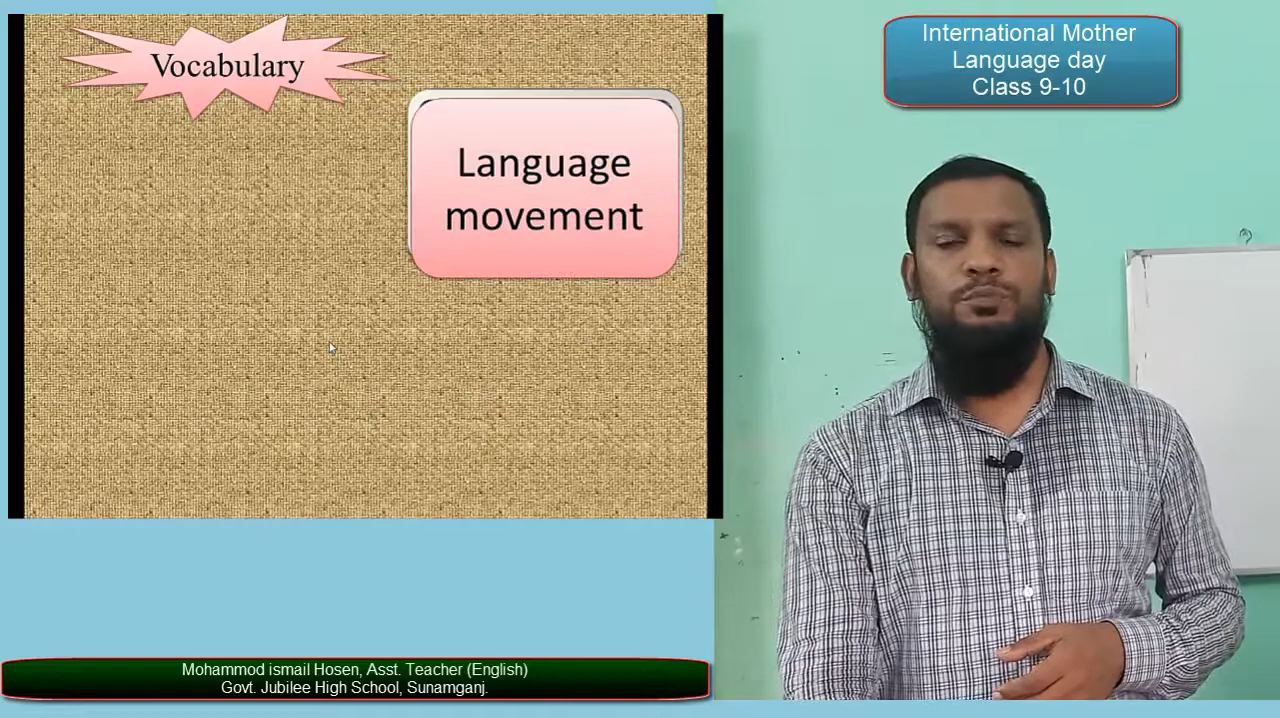 Vocabulary
Language
movement
International Mother
Language day
Class 9-10
Mohammod ismail Hosen, Asst. Teacher (English)
Govt. Jubilee High School, Sunamganj.